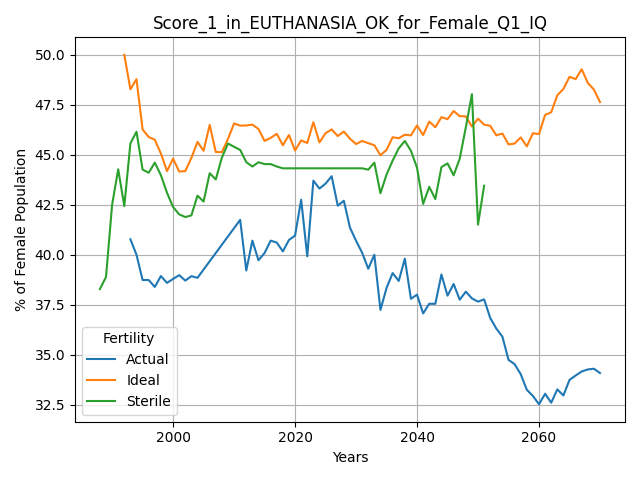 Score_1_in_EUTHANASIA_OK_for_Female_Q1_IQ
% of Female Population
50.0
47.5
45.0
42.5
40.0
37.5
35.0
32.5
Fertility
Actual
Ideal
Sterile
2000
2020
2040
2060
Years